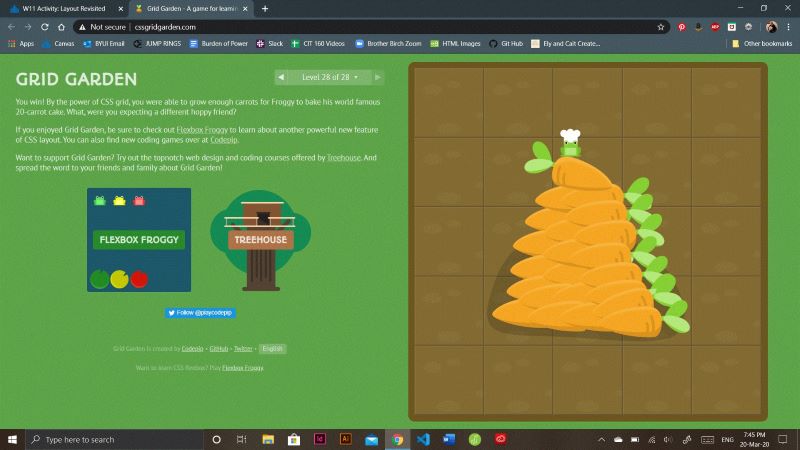 W11 Activity: Layout Revisited
Grid Garden - A game for learnin
Not secure | cssgridgarden.com
Apps
Canvas
BYUI Email
JUMP RINGS
Burden of Power
Slack
CIT 160 Videos
Brother Birch Zoom
HTML Images
Git Hub
Ely and Cait Create...
Other bookmarks
GRID GARDEN
Level 28 of 28
You win! By the power of CSS grid, you were able to grow enough carrots for Froggy to bake his world famous
20-carrot cake. What, were you expecting a different hoppy friend?
If you enjoyed Grid Garden, be sure to check out Flexbox Froggy to learn about another powerful new feature
of CSS layout. You can also find new coding games over at Codepip.
Want to support Grid Garden? Try out the topnotch web design and coding courses offered by Treehouse. And
spread the word to your friends and family about Grid Garden!
FLEXBOX FROGGY
TREEHOUSE
Follow @playcodepip
Grid Garden is created by Codepip • GitHub • Twitter • English
Want to learn CSS flexbox? Play Flexbox Froggy.
Type here to search
ENG
7:45 PM
20-Mar-20